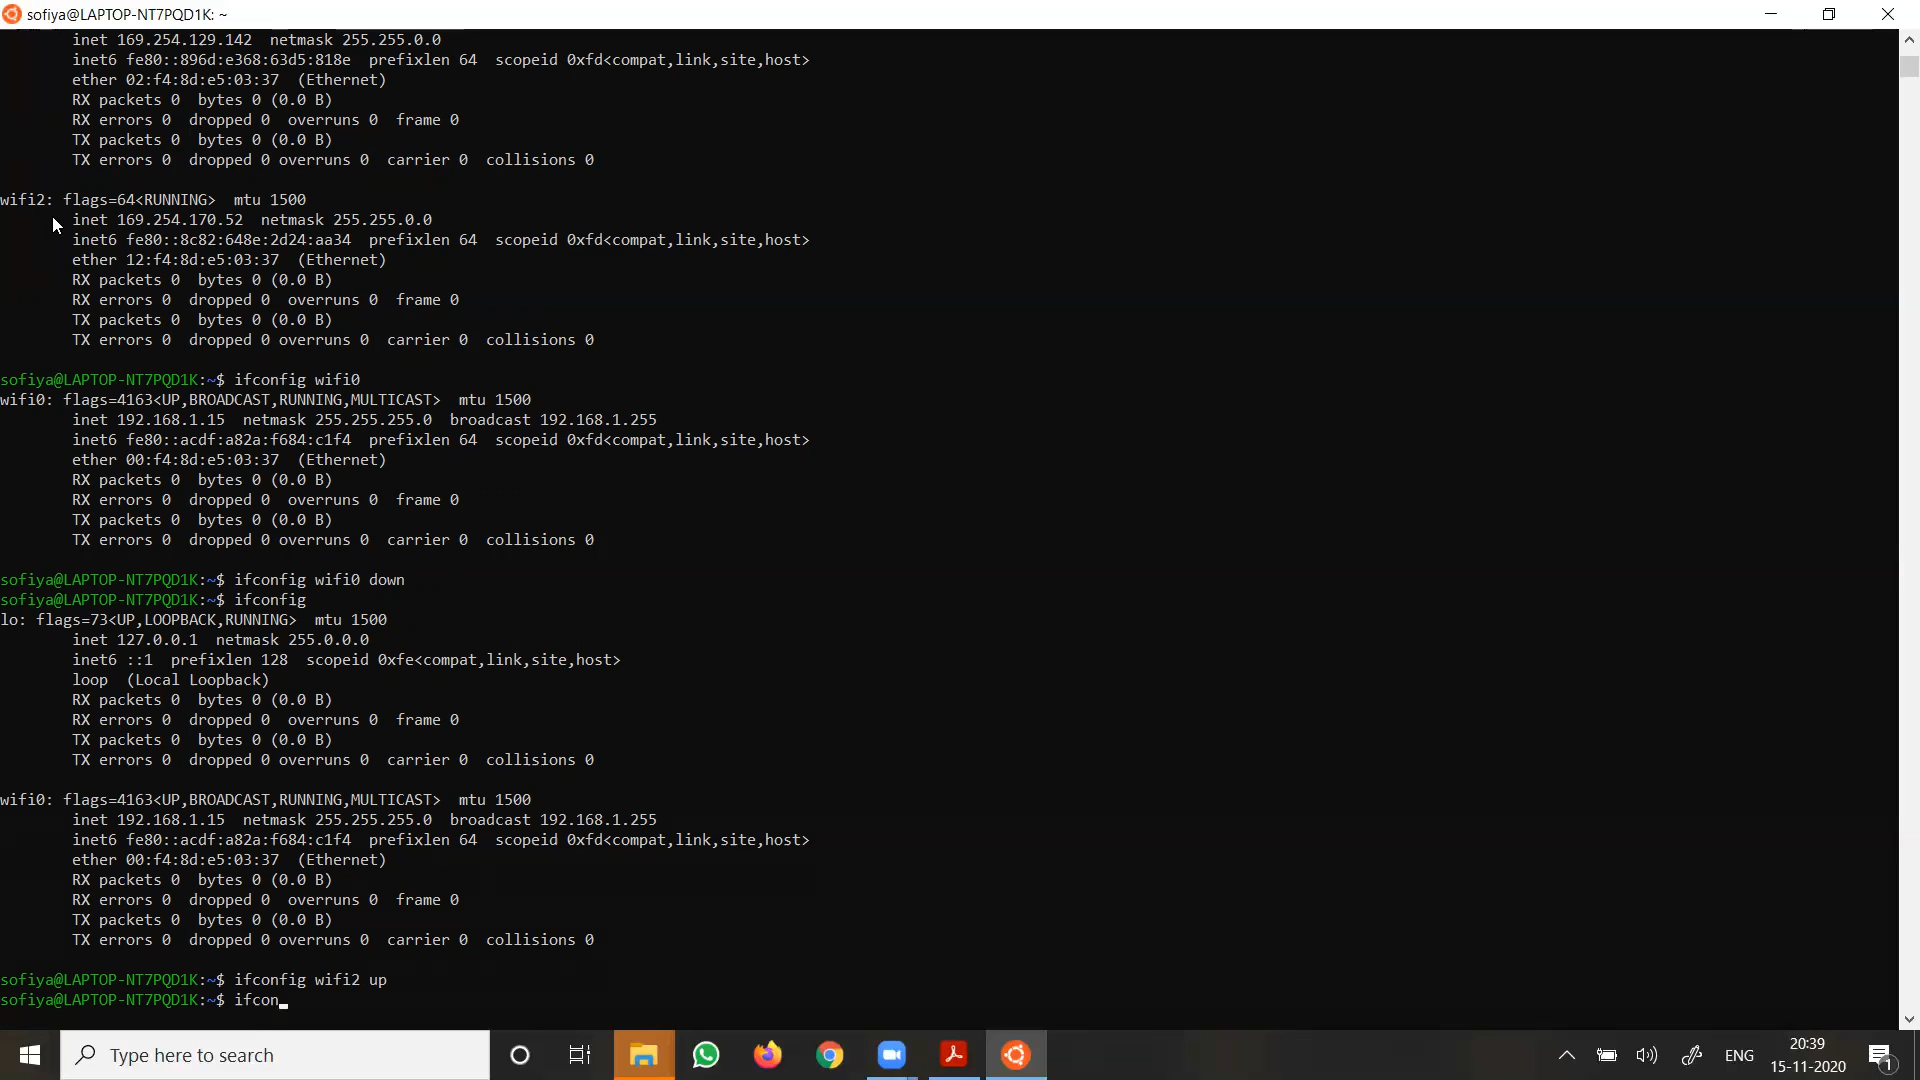 sofiya@LAPTOP-NT7PQD1K: ~
inet 169.254.129.142  netmask 255.255.0.0
inet6 fe80::896d:e368:63d5:818e  prefixlen 64  scopeid 0xfd<compat,link,site,host>
ether 02:f4:8d:e5:03:37  (Ethernet)
RX packets 0  bytes 0 (0.0 B)
RX errors 0  dropped 0  overruns 0  frame 0
TX packets 0  bytes 0 (0.0 B)
TX errors 0  dropped 0 overruns 0  carrier 0  collisions 0
wifi2: flags=64<RUNNING>  mtu 1500
inet 169.254.170.52  netmask 255.255.0.0
inet6 fe80::8c82:648e:2d24:aa34  prefixlen 64  scopeid 0xfd<compat,link,site,host>
ether 12:f4:8d:e5:03:37  (Ethernet)
RX packets 0  bytes 0 (0.0 B)
RX errors 0  dropped 0  overruns 0  frame 0
TX packets 0  bytes 0 (0.0 B)
TX errors 0  dropped 0 overruns 0  carrier 0  collisions 0
sofiya@LAPTOP-NT7PQD1K:~$ ifconfig wifi0
wifi0: flags=4163<UP,BROADCAST,RUNNING,MULTICAST>  mtu 1500
inet 192.168.1.15  netmask 255.255.255.0  broadcast 192.168.1.255
inet6 fe80::acdf:a82a:f684:c1f4  prefixlen 64  scopeid 0xfd<compat,link,site,host>
ether 00:f4:8d:e5:03:37  (Ethernet)
RX packets 0  bytes 0 (0.0 B)
RX errors 0  dropped 0  overruns 0  frame 0
TX packets 0  bytes 0 (0.0 B)
TX errors 0  dropped 0 overruns 0  carrier 0  collisions 0
sofiya@LAPTOP-NT7PQD1K:~$ ifconfig wifi0 down
sofiya@LAPTOP-NT7PQD1K:~$ ifconfig
lo: flags=73<UP,LOOPBACK,RUNNING>  mtu 1500
inet 127.0.0.1  netmask 255.0.0.0
inet6 ::1  prefixlen 128  scopeid 0xfe<compat,link,site,host>
loop  (Local Loopback)
RX packets 0  bytes 0 (0.0 B)
RX errors 0  dropped 0  overruns 0  frame 0
TX packets 0  bytes 0 (0.0 B)
TX errors 0  dropped 0 overruns 0  carrier 0  collisions 0
wifi0: flags=4163<UP,BROADCAST,RUNNING,MULTICAST>  mtu 1500
inet 192.168.1.15  netmask 255.255.255.0  broadcast 192.168.1.255
inet6 fe80::acdf:a82a:f684:c1f4  prefixlen 64  scopeid 0xfd<compat,link,site,host>
ether 00:f4:8d:e5:03:37  (Ethernet)
RX packets 0  bytes 0 (0.0 B)
RX errors 0  dropped 0  overruns 0  frame 0
TX packets 0  bytes 0 (0.0 B)
TX errors 0  dropped 0 overruns 0  carrier 0  collisions 0
sofiya@LAPTOP-NT7PQD1K:~$ ifconfig wifi2 up
sofiya@LAPTOP-NT7PQD1K:~$ ifcon_
Type here to search
ENG
20:39
15-11-2020
1